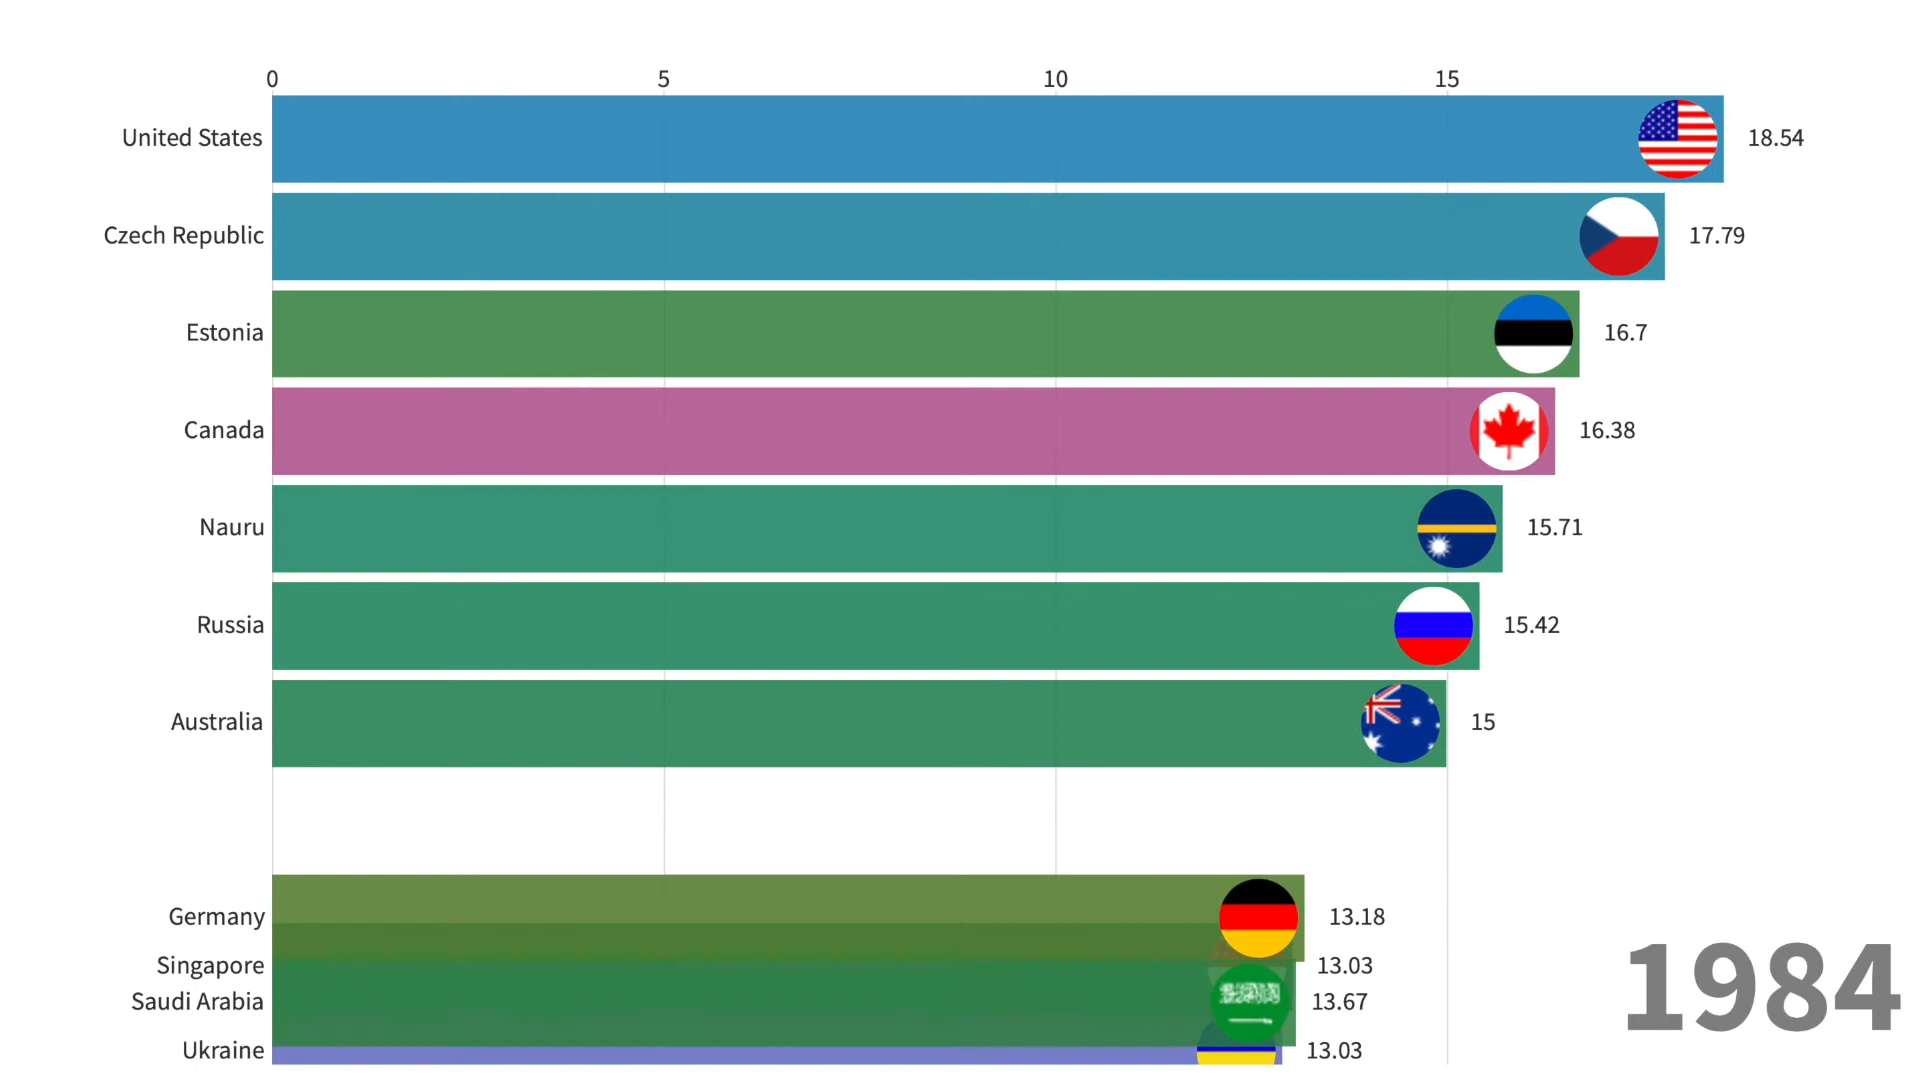 0 5 10 15
United States 18.54
Czech Republic 17.79
Estonia 16.7
Canada 16.38
Nauru 15.71
Russia 15.42
Australia 15
Germany 13.18
Singapore 13.03
Saudi Arabia 13.67
Ukraine 13.03
1984